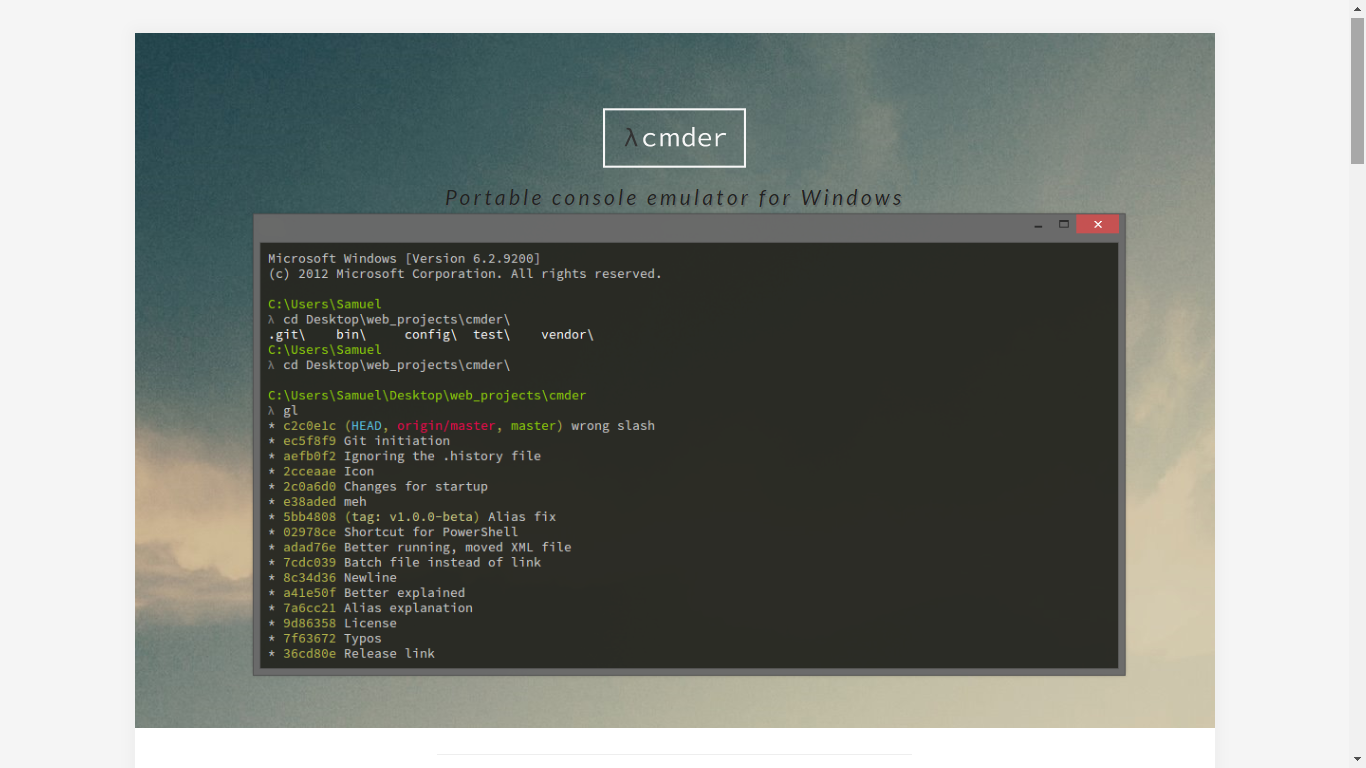 λcmder
Portable console emulator for Windows
Microsoft Windows [Version 6.2.9200]
(c) 2012 Microsoft Corporation. All rights reserved.
C:\Users\Samuel
λ cd Desktop\web_projects\cmder\
.git\ bin\ config\ test\ vendor\
C:\Users\Samuel
λ cd Desktop\web_projects\cmder\
C:\Users\Samuel\Desktop\web_projects\cmder
λ gl
* c2c0e1c (HEAD, origin/master, master) wrong slash
* ec5f8f9 Git initiation
* aefb0f2 Ignoring the .history file
* 2cceaae Icon
* 2c0a6d0 Changes for startup
* e38aded meh
* 5bb4808 (tag: v1.0.0-beta) Alias fix
* 02978ce Shortcut for PowerShell
* adad76e Better running, moved XML file
* 7cdc039 Batch file instead of link
* 8c34d36 Newline
* a41e50f Better explained
* 7a6cc21 Alias explanation
* 9d86358 License
* 7f63672 Typos
* 36cd80e Release link